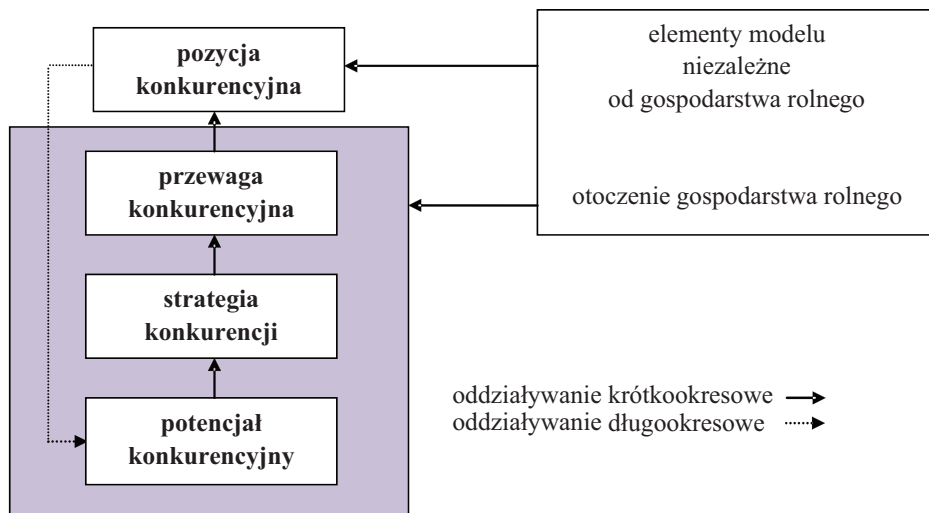 pozycja
konkurencyjna
przewaga
konkurencyjna
strategia
konkurencji
potencjał
konkurencyjny
elementy modelu
niezależne
od gospodarstwa rolnego
otoczenie gospodarstwa rolnego
oddziaływanie krótkookresowe
oddziaływanie długookresowe